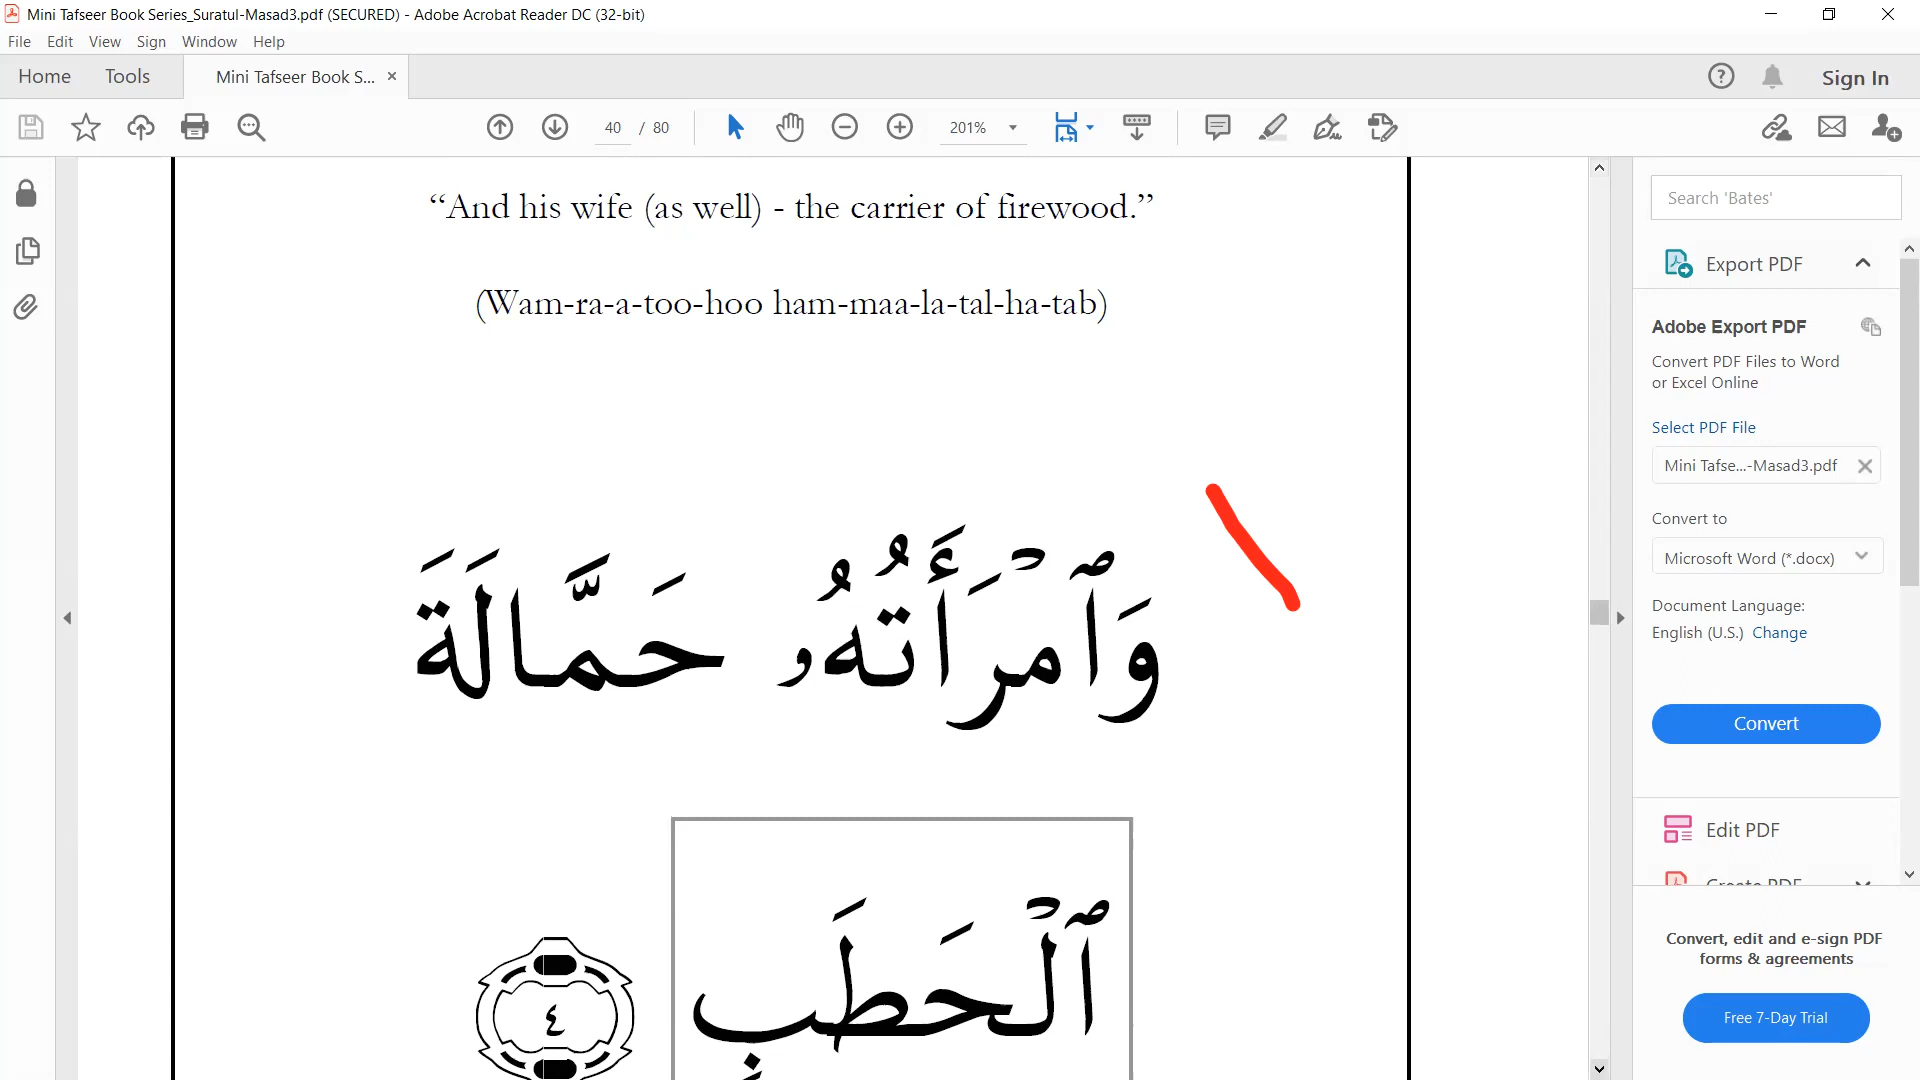 Mini Tafseer Book Series_Suratul-Masad3.pdf (SECURED) - Adobe Acrobat Reader DC (32-bit)
File Edit View Sign Window Help
Home Tools Mini Tafseer Book S... × Sign In
40 / 80 201%
“And his wife (as well) - the carrier of firewood.”
(Wam-ra-a-too-hoo ham-maa-la-tal-ha-tab)
وَٱمْرَأَتُهُۥ حَمَّالَةَ
ٱلْحَطَبِ
٤
Search 'Bates'
Export PDF
Adobe Export PDF
Convert PDF Files to Word
or Excel Online
Select PDF File
Mini Tafse...-Masad3.pdf
Convert to
Microsoft Word (*.docx)
Document Language:
English (U.S.) Change
Convert
Edit PDF
Create PDF
Convert, edit and e-sign PDF
forms & agreements
Free 7-Day Trial